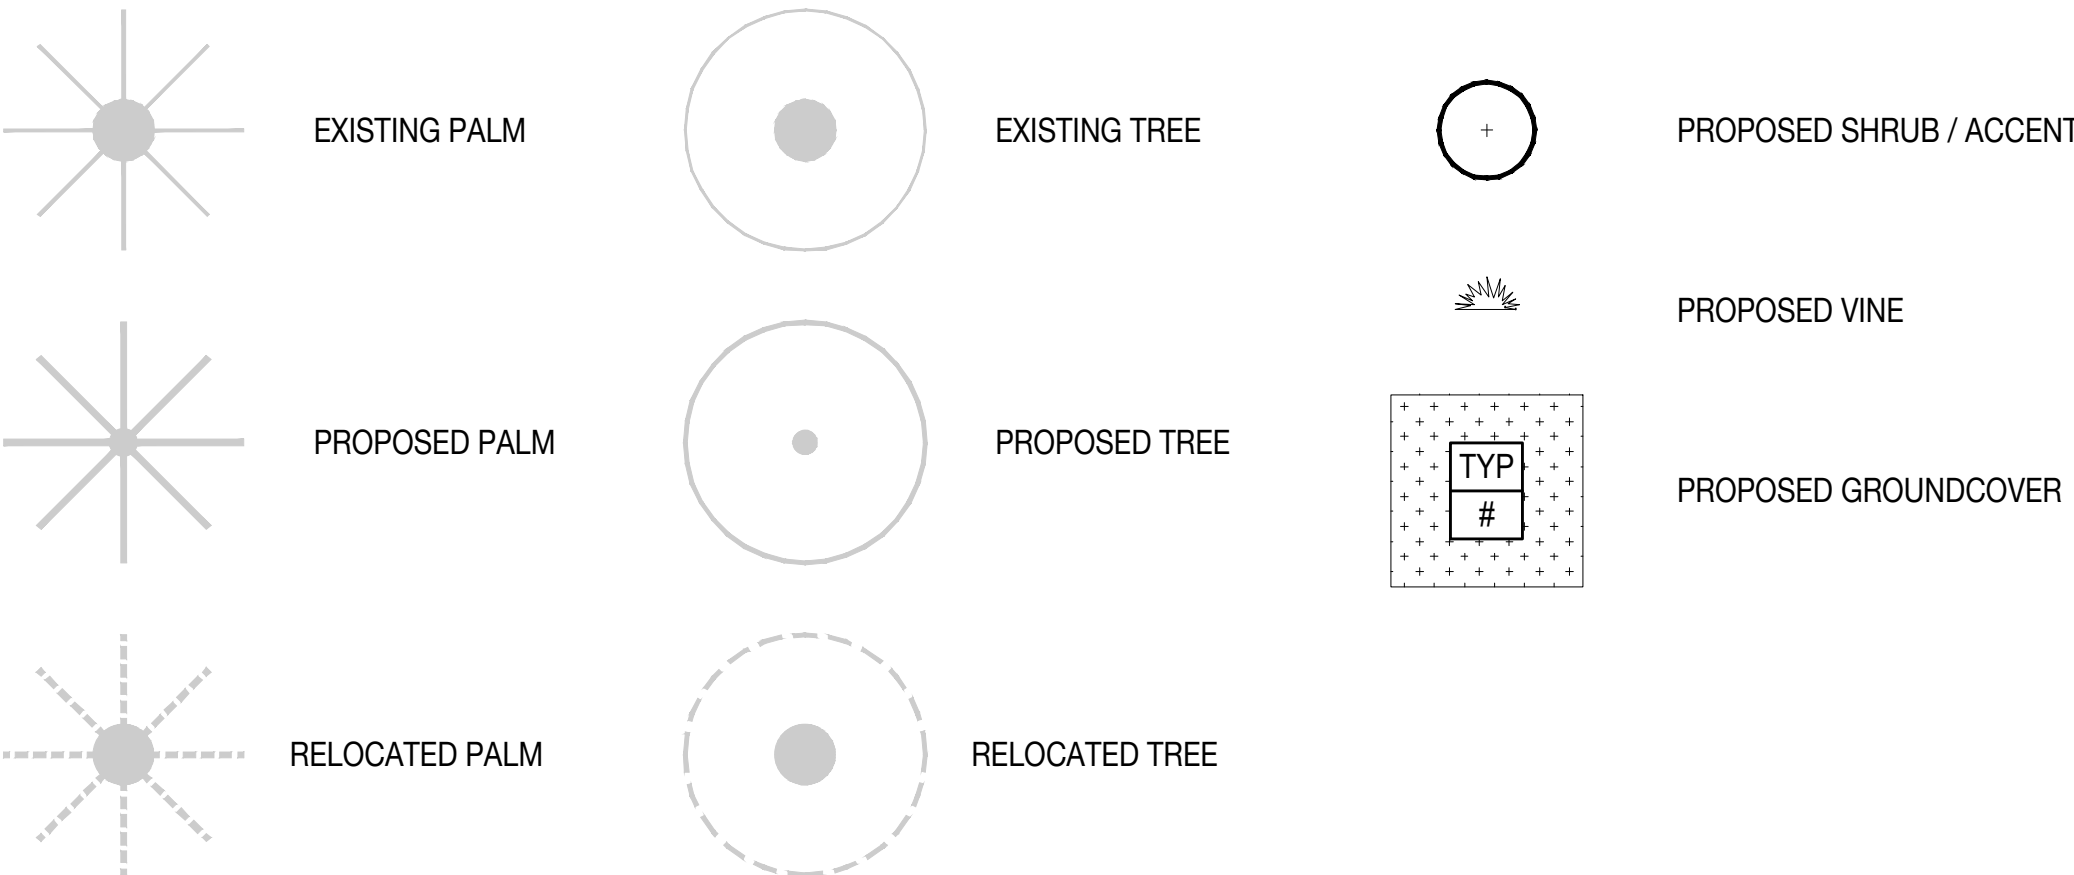 EXISTING PALM
EXISTING TREE
PROPOSED SHRUB / ACCENT
PROPOSED VINE
PROPOSED PALM
PROPOSED TREE
TYP
#
PROPOSED GROUNDCOVER
RELOCATED PALM
RELOCATED TREE